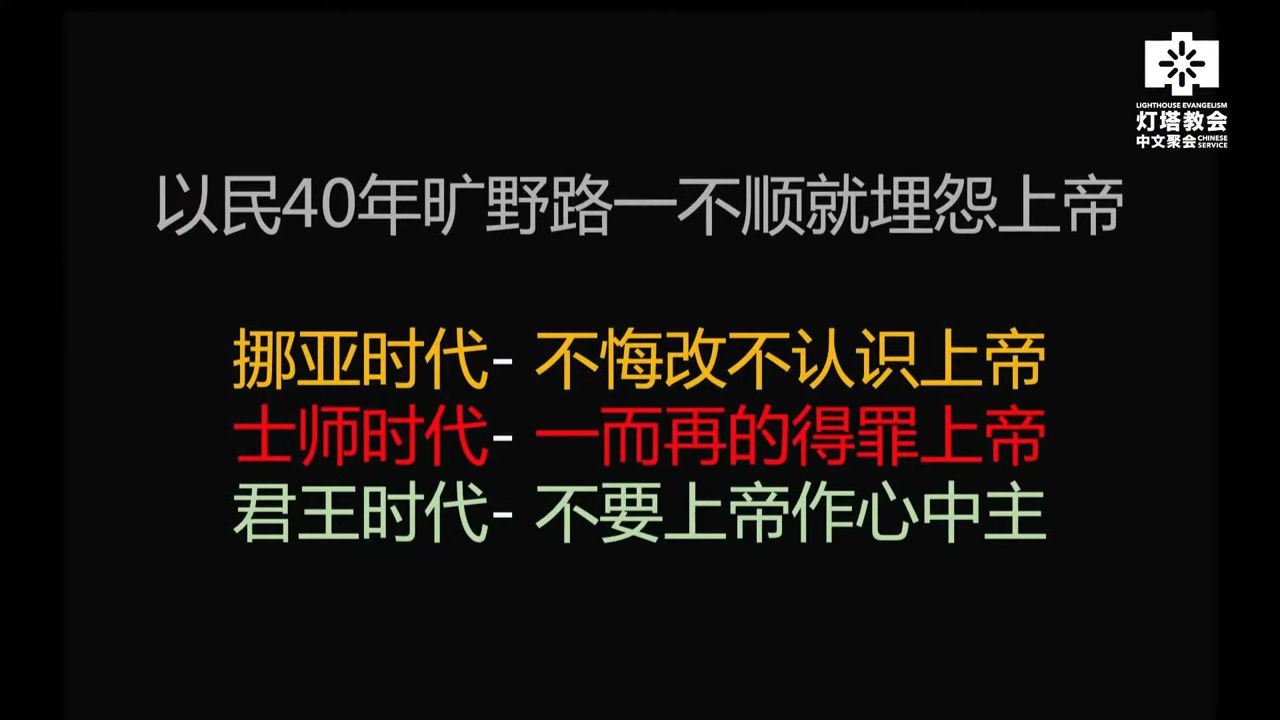 LIGHTHOUSE EVANGELISM
灯塔教会
中文聚会 CHINESE SERVICE
以民40年旷野路一不顺就埋怨上帝
挪亚时代- 不悔改不认识上帝
士师时代- 一而再的得罪上帝
君王时代- 不要上帝作心中主